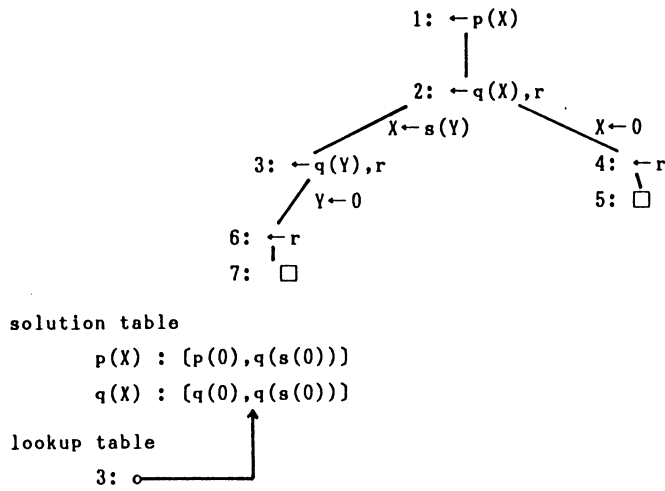 1: ←p(X)
2: ←q(X),r
X←s(Y)
X←0
3: ←q(Y),r
4: ←r
Y←0
5: □
6: ←r
7: □
solution table
p(X) : [p(0),q(s(0))]
q(X) : [q(0),q(s(0))]
lookup table
3: